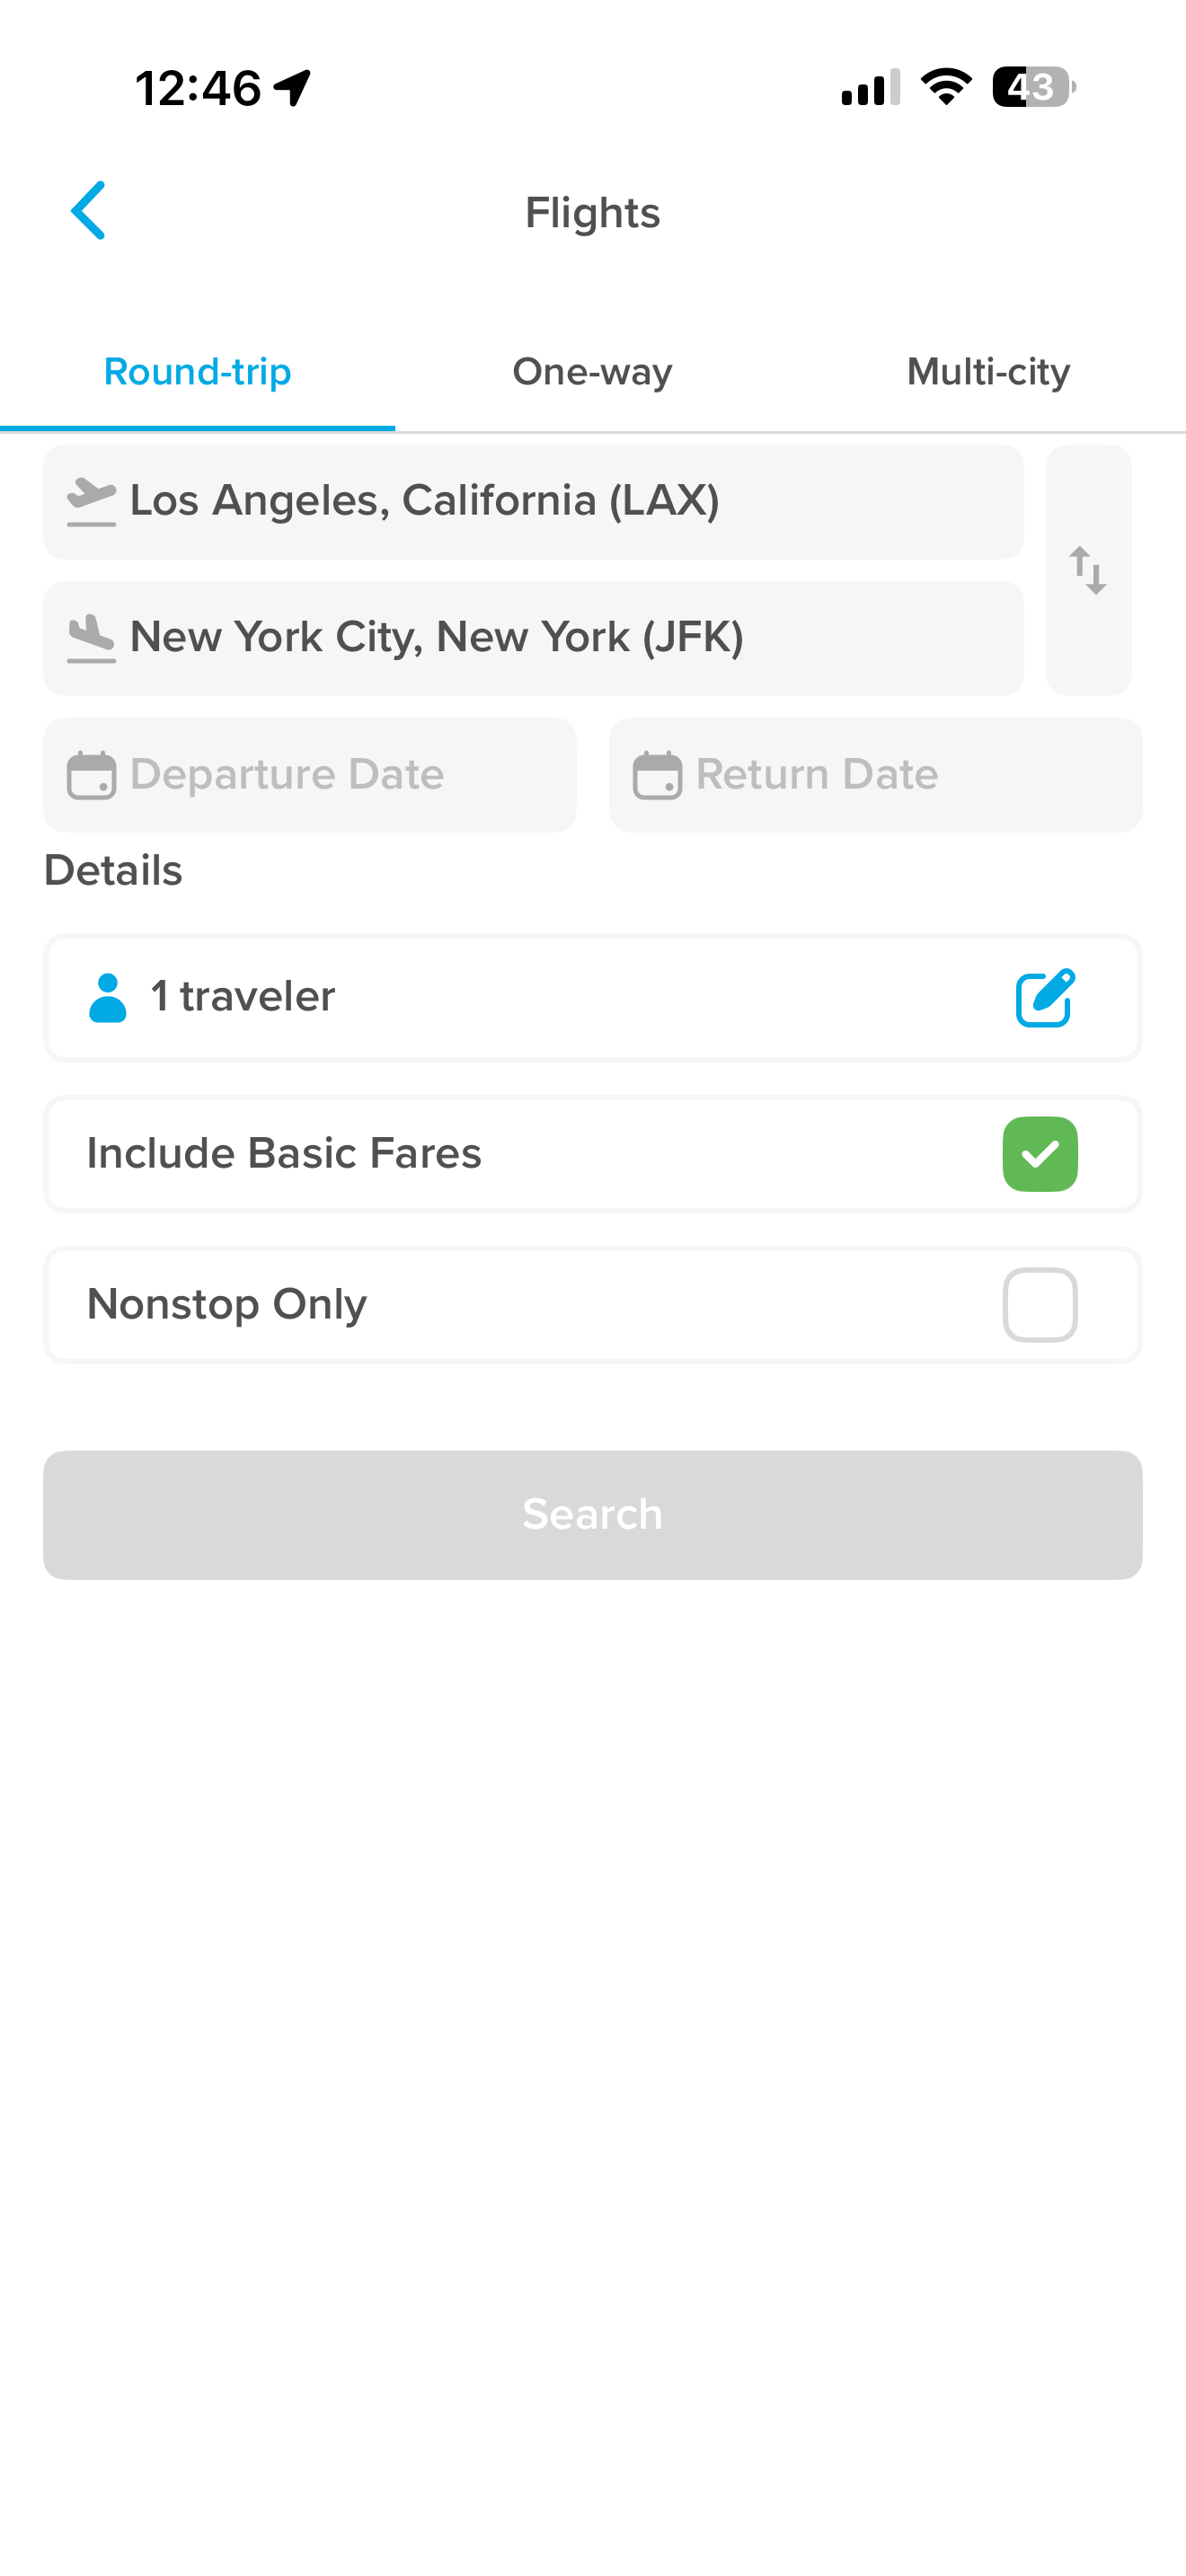 12:46
43
Flights
Round-trip One-way Multi-city
Los Angeles, California (LAX)
New York City, New York (JFK)
Departure Date Return Date
Details
1 traveler
Include Basic Fares
Nonstop Only
Search